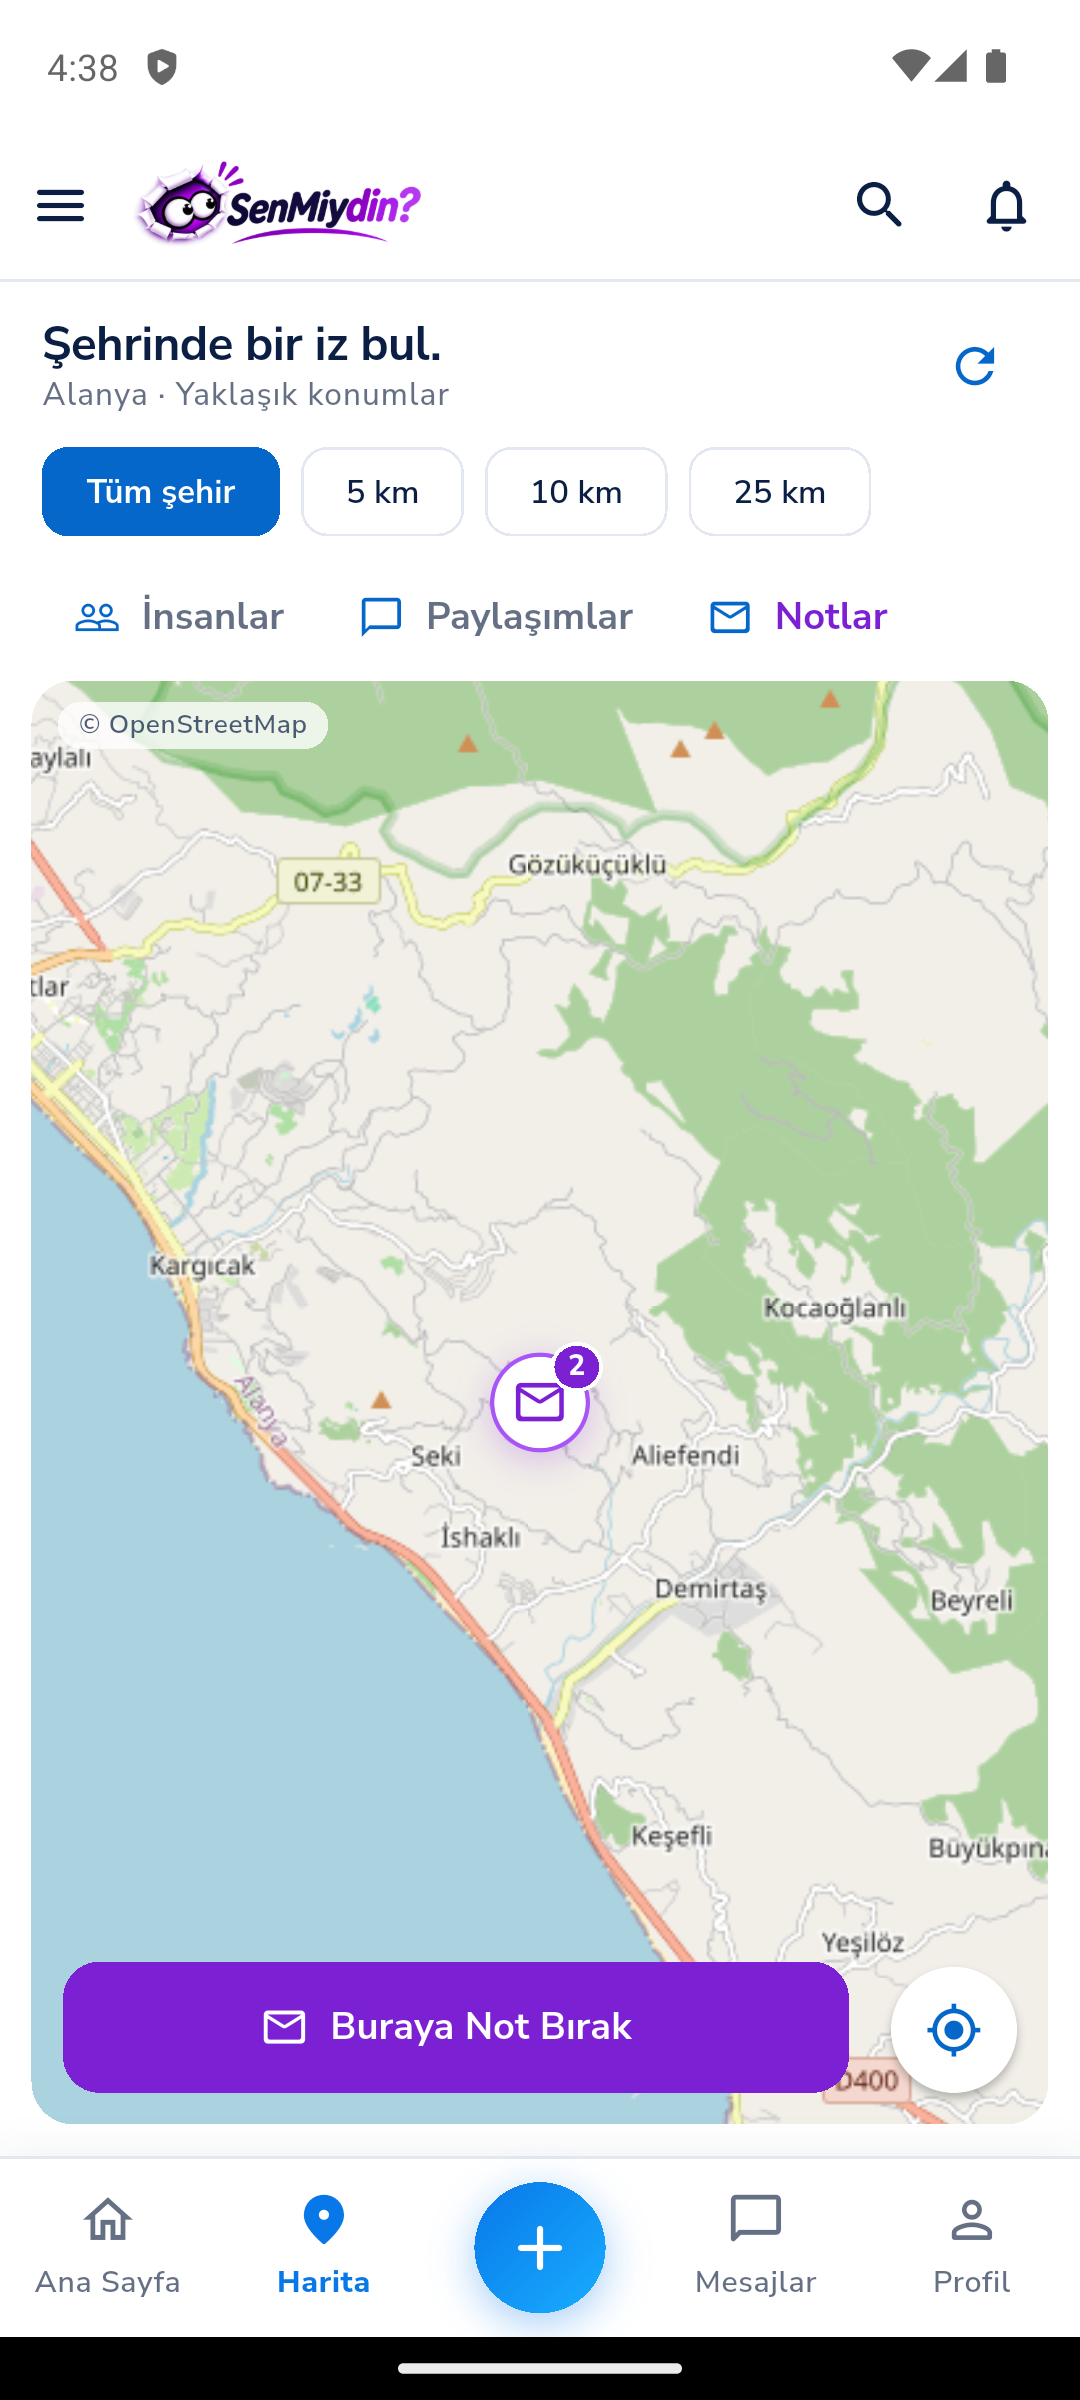 4:38
SenMiydin?
Şehrinde bir iz bul.
Alanya · Yaklaşık konumlar
Tüm şehir
5 km
10 km
25 km
İnsanlar
Paylaşımlar
Notlar
© OpenStreetMap
aylalı
07-33
Gözüküçüklü
tlar
Kargıcak
Kocaoğlanlı
2
Alanya
Seki
Aliefendi
İshaklı
Demirtaş
Beyreli
Keşefli
Büyükpına
Yeşilöz
Buraya Not Bırak
D400
Ana Sayfa
Harita
Mesajlar
Profil